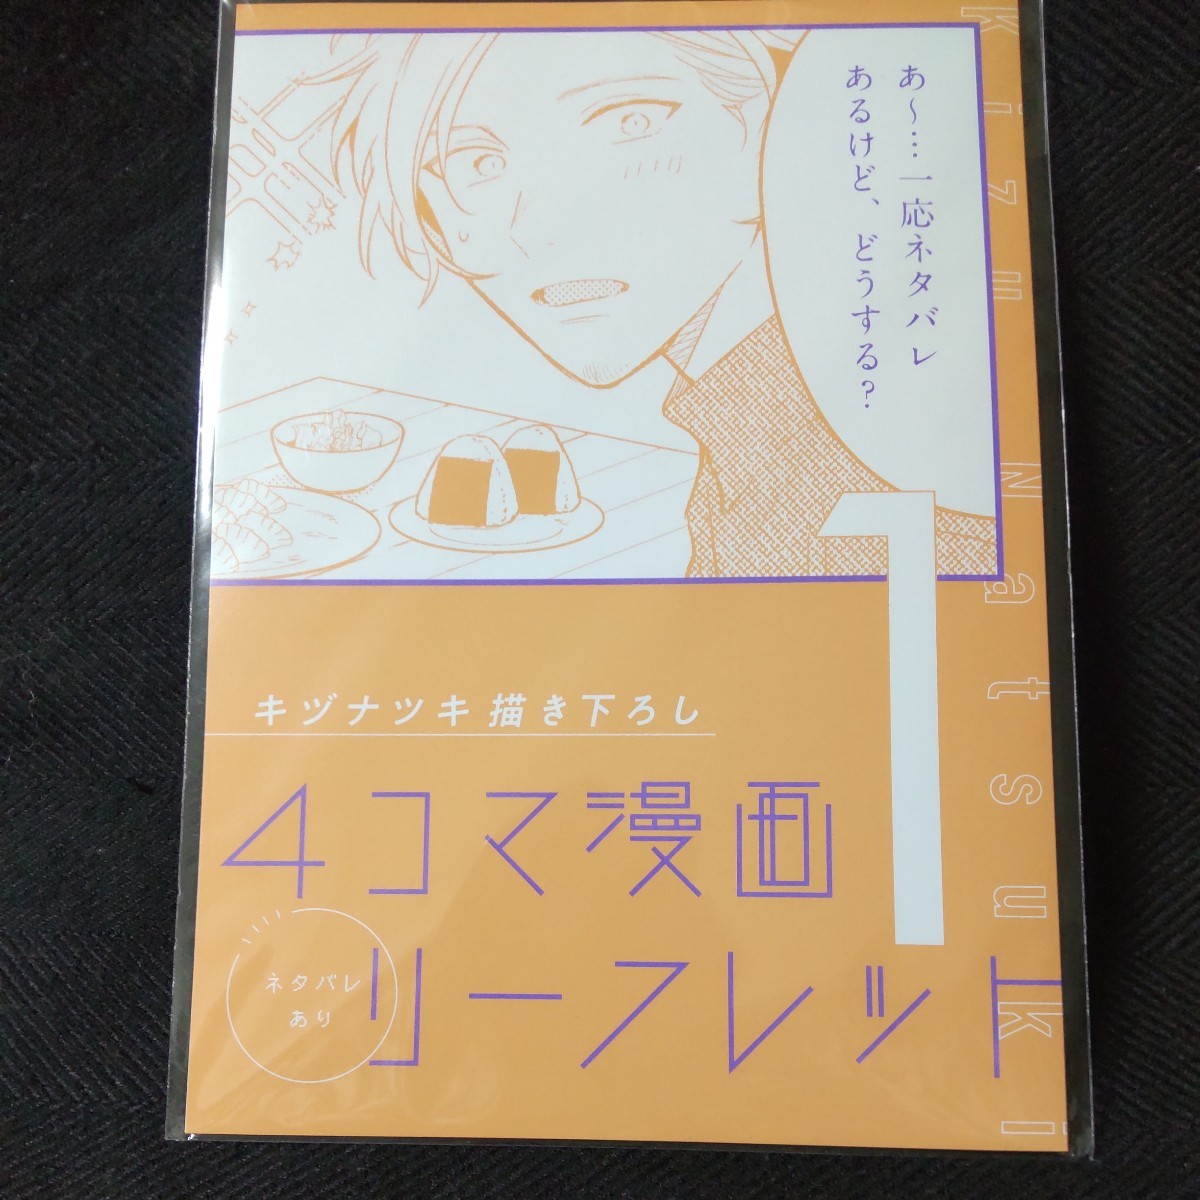 あ〜…一応ネタバレ
あるけど、どうする?
Kizu Natsuki
1
キヅナツキ 描き下ろし
4コマ漫画
リーフレット
ネタバレ
あり